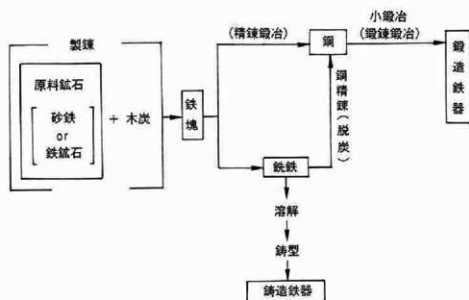 製錬
原料鉱石
砂鉄
or
鉄鉱石
+ 木炭
鉄塊
(精錬鍛冶)
鋼
小鍛冶
(鍛錬鍛冶)
鍛造鉄器
鋼精錬(脱炭)
銑鉄
溶解
鋳型
鋳造鉄器